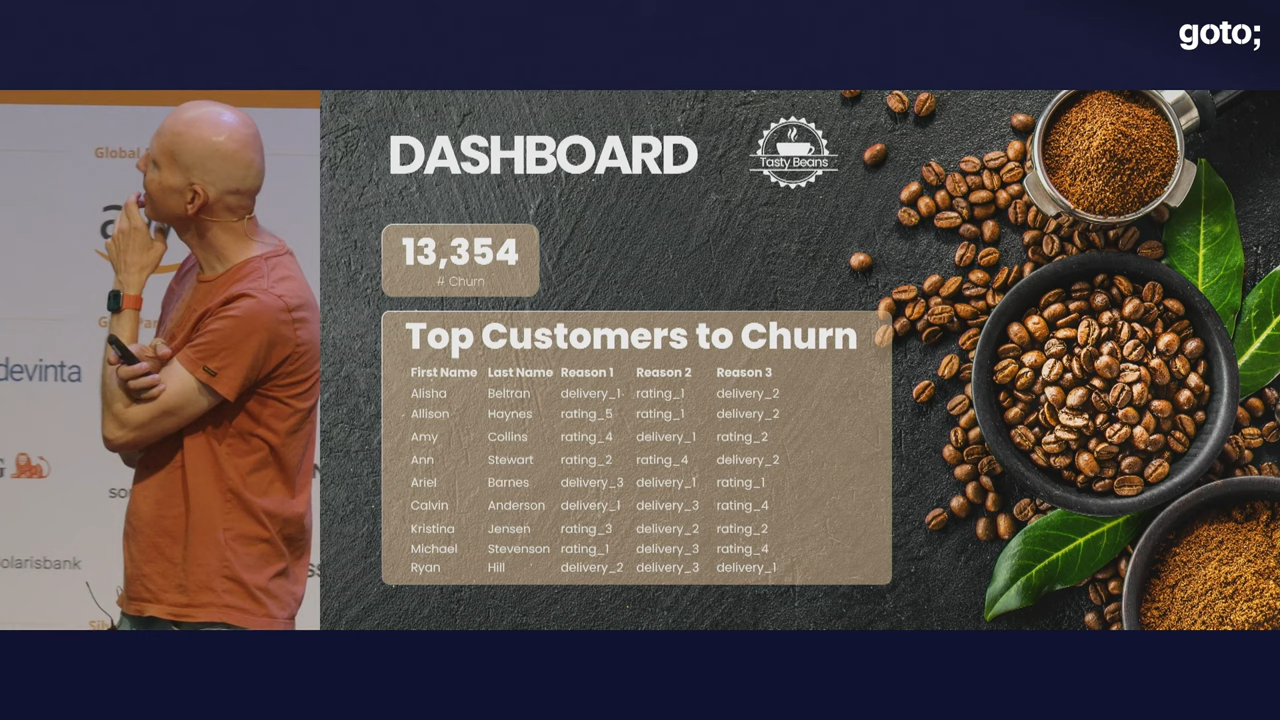 goto;
Global
DASHBOARD
Tasty Beans
13,354
# Churn
devinta
Top Customers to Churn
First Name Last Name Reason 1 Reason 2 Reason 3
Alisha Beltran delivery_1 rating_1 delivery_2
Allison Haynes rating_5 rating_1 delivery_2
Amy Collins rating_4 delivery_1 rating_2
Ann Stewart rating_2 rating_4 delivery_2
Ariel Barnes delivery_3 delivery_1 rating_1
Calvin Anderson delivery_1 delivery_3 rating_4
Kristina Jensen rating_3 delivery_2 rating_2
Michael Stevenson rating_1 delivery_3 rating_4
Ryan Hill delivery_2 delivery_3 delivery_1
olarisbank